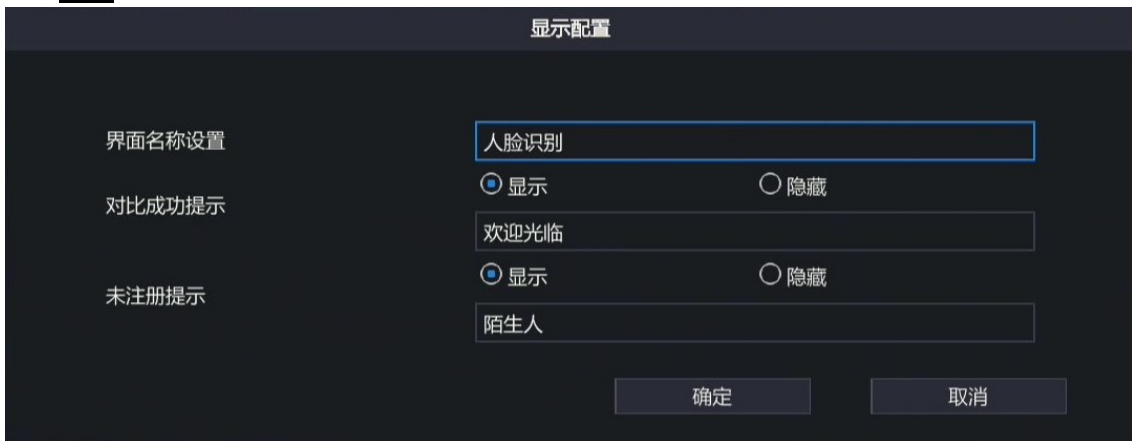 显示配置
界面名称设置
人脸识别
对比成功提示
显示 隐藏
欢迎光临
未注册提示
显示 隐藏
陌生人
确定 取消